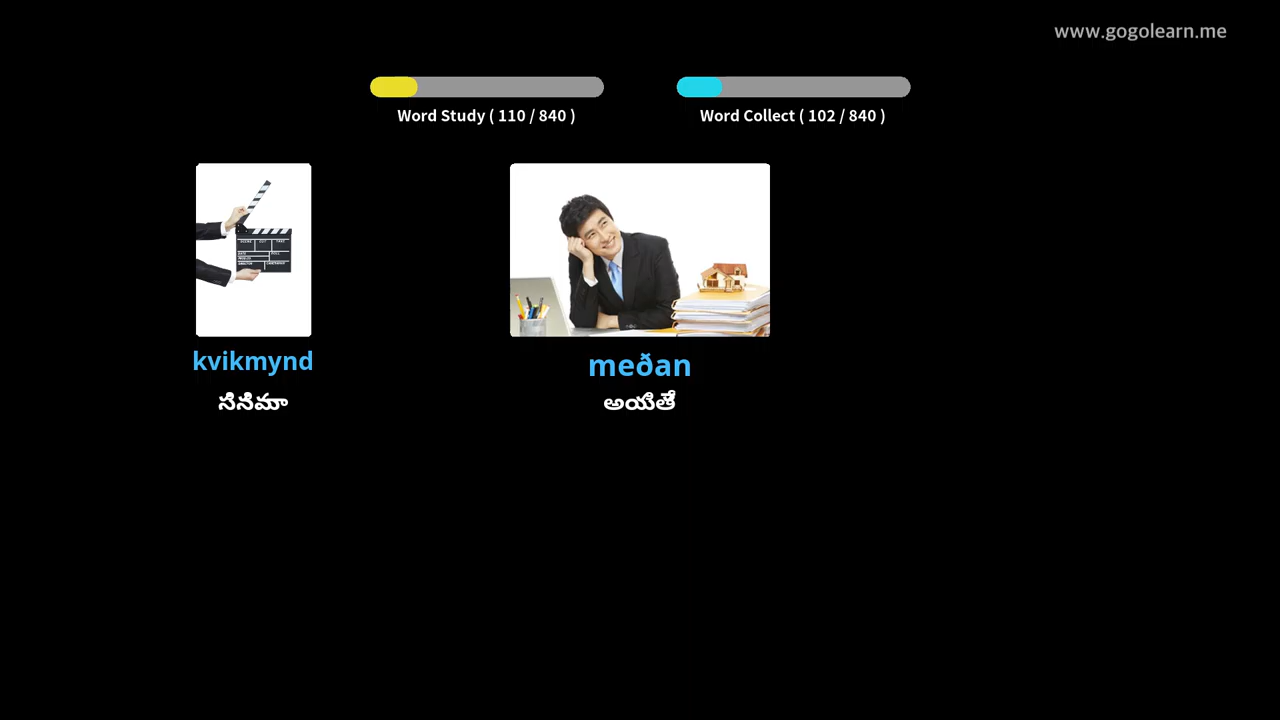 www.gogolearn.me
Word Study ( 110 / 840 )
Word Collect ( 102 / 840 )
kvikmynd
సినిమా
meðan
అయితే